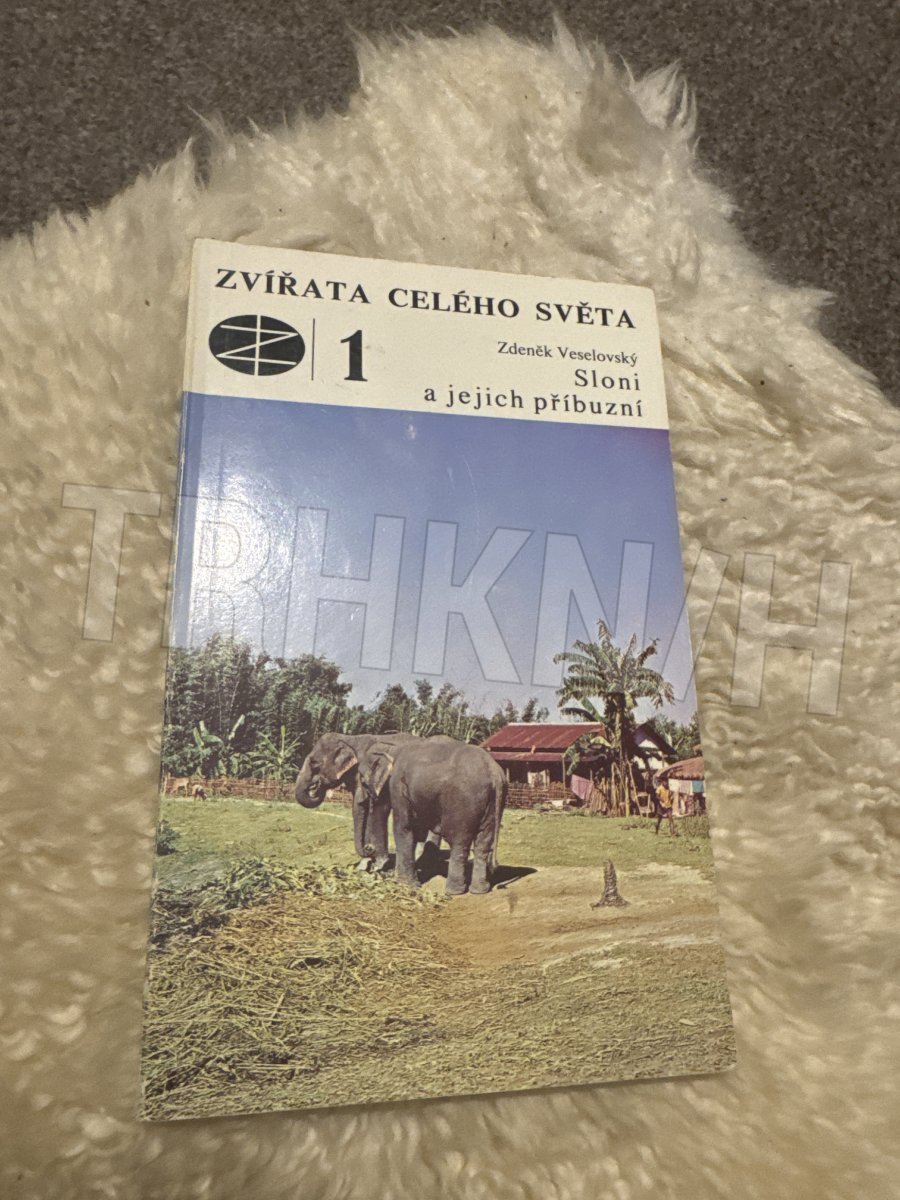 ZVÍŘATA CELÉHO SVĚTA
1
Zdeněk Veselovský
Sloni
a jejich příbuzní
TRHKNIH